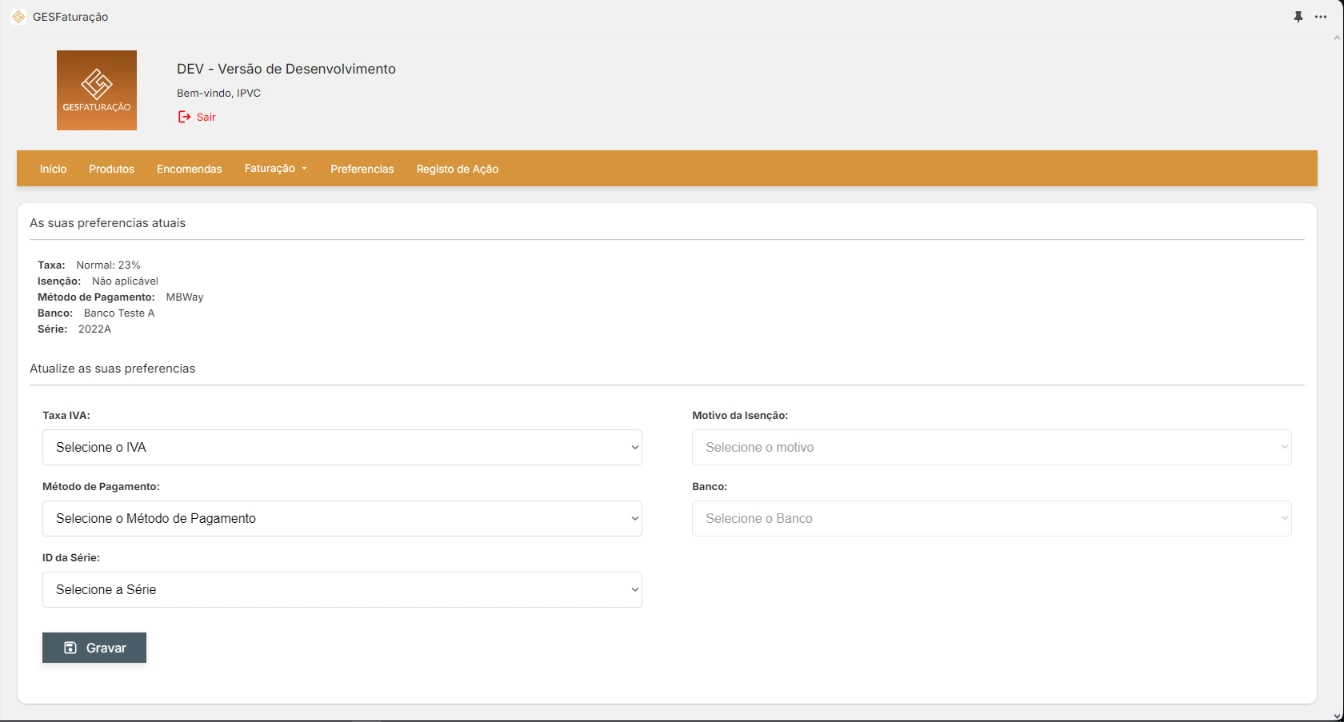 GESFaturação
GESFATURAÇÃO
DEV - Versão de Desenvolvimento
Bem-vindo, IPVC
Sair
Início Produtos Encomendas Faturação Preferencias Registo de Ação
As suas preferencias atuais
Taxa: Normal: 23%
Isenção: Não aplicável
Método de Pagamento: MBWay
Banco: Banco Teste A
Série: 2022A
Atualize as suas preferencias
Taxa IVA: Motivo da Isenção:
Selecione o IVA Selecione o motivo
Método de Pagamento: Banco:
Selecione o Método de Pagamento Selecione o Banco
ID da Série:
Selecione a Série
Gravar